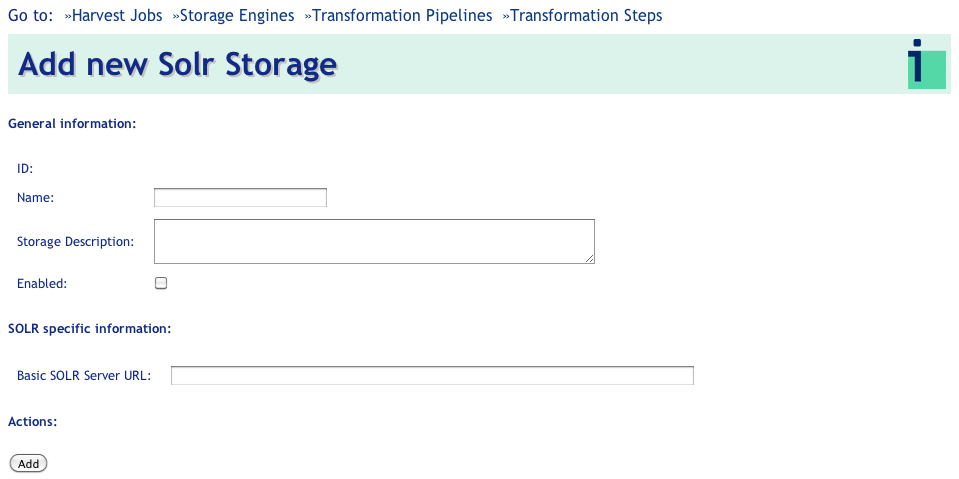 Go to: »Harvest Jobs »Storage Engines »Transformation Pipelines »Transformation Steps
Add new Solr Storage
General information:
ID:
Name:
Storage Description:
Enabled:
SOLR specific information:
Basic SOLR Server URL:
Actions:
Add